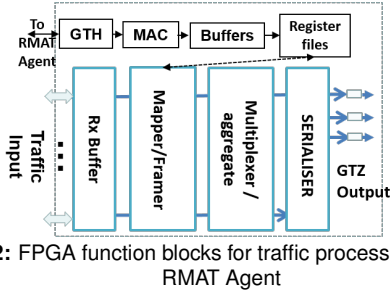 To
RMAT
Agent
GTH
MAC
Buffers
Register
files
Traffic
Input
...
Rx Buffer
Mapper/Framer
Multiplexer /
aggregate
SERIALISER
GTZ
Output
2: FPGA function blocks for traffic process
RMAT Agent